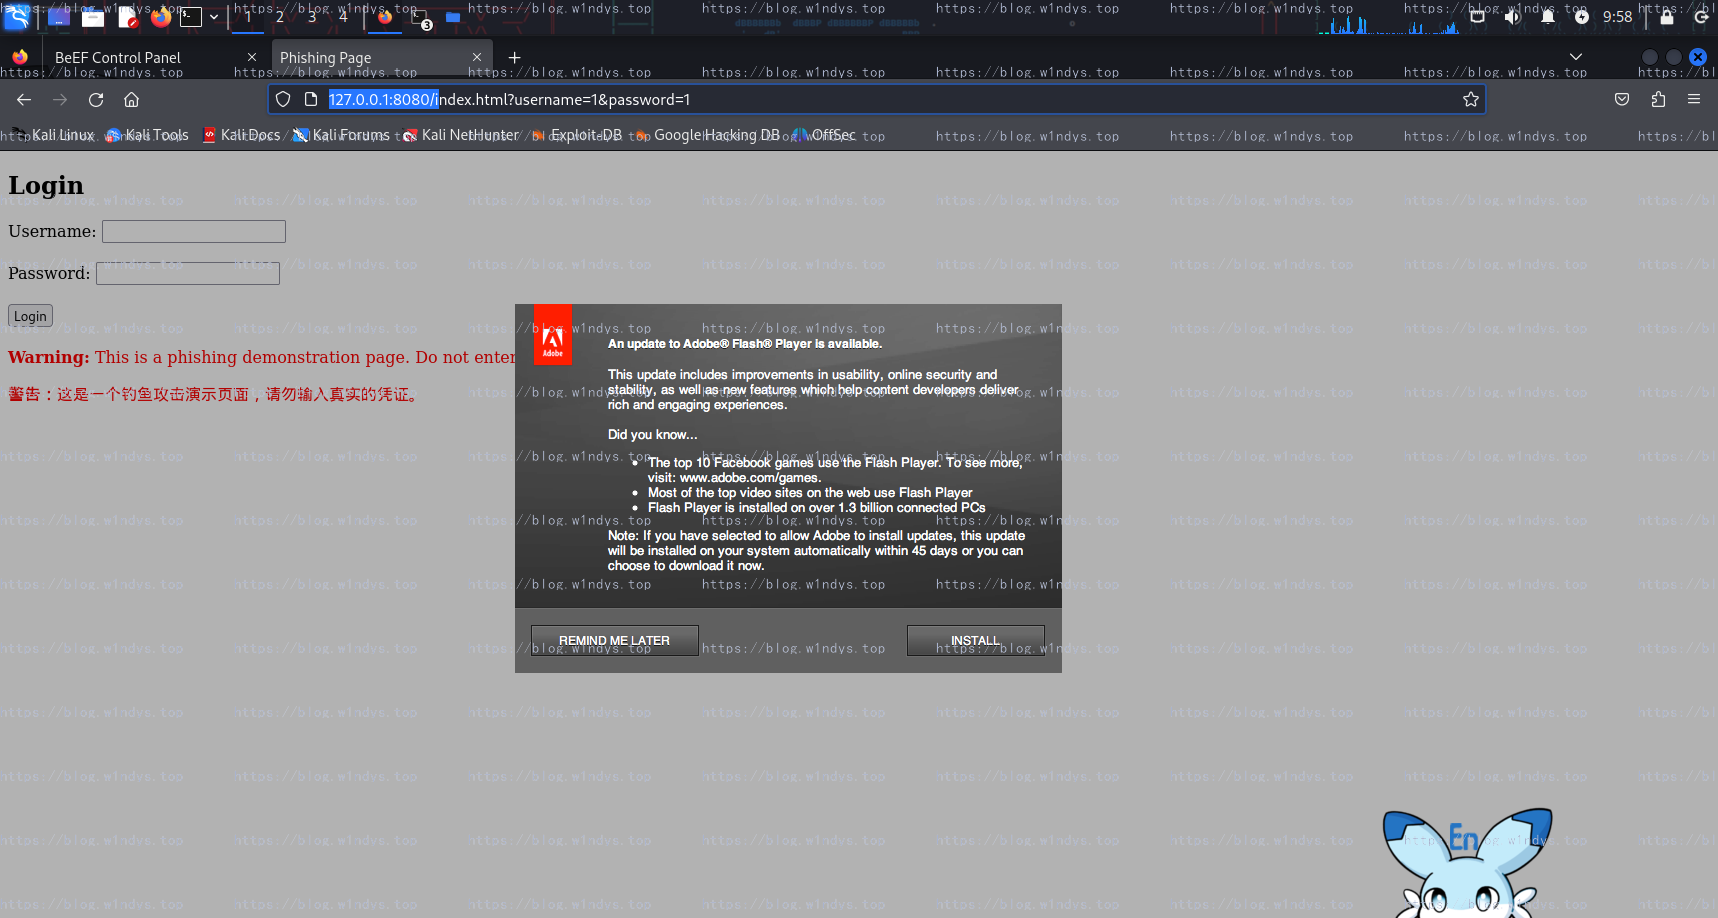 1 2 3 4
3
9:58
BeEF Control Panel
Phishing Page
127.0.0.1:8080/index.html?username=1&password=1
Kali Linux Kali Tools Kali Docs Kali Forums Kali NetHunter Exploit-DB Google Hacking DB OffSec
Login
Username:
Password:
Login
Warning: This is a phishing demonstration page. Do not enter
警告：这是一个钓鱼攻击演示页面，请勿输入真实的凭证。
Adobe
An update to Adobe® Flash® Player is available.
This update includes improvements in usability, online security and
stability, as well as new features which help content developers deliver
rich and engaging experiences.
Did you know...
The top 10 Facebook games use the Flash Player. To see more,
visit: www.adobe.com/games.
Most of the top video sites on the web use Flash Player
Flash Player is installed on over 1.3 billion connected PCs
Note: If you have selected to allow Adobe to install updates, this update
will be installed on your system automatically within 45 days or you can
choose to download it now.
REMIND ME LATER
INSTALL
En
https://blog.w1ndys.top